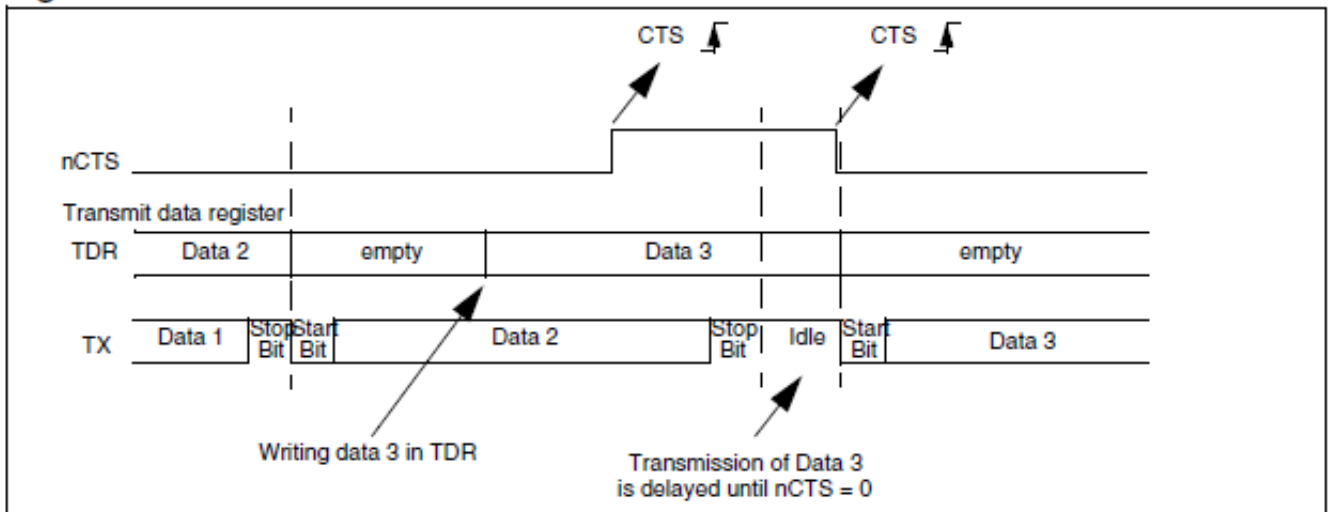 CTS CTS
nCTS
Transmit data register
TDR Data 2 empty Data 3 empty
TX Data 1 Stop Bit Start Bit Data 2 Stop Bit Idle Start Bit Data 3
Writing data 3 in TDR
Transmission of Data 3
is delayed until nCTS = 0